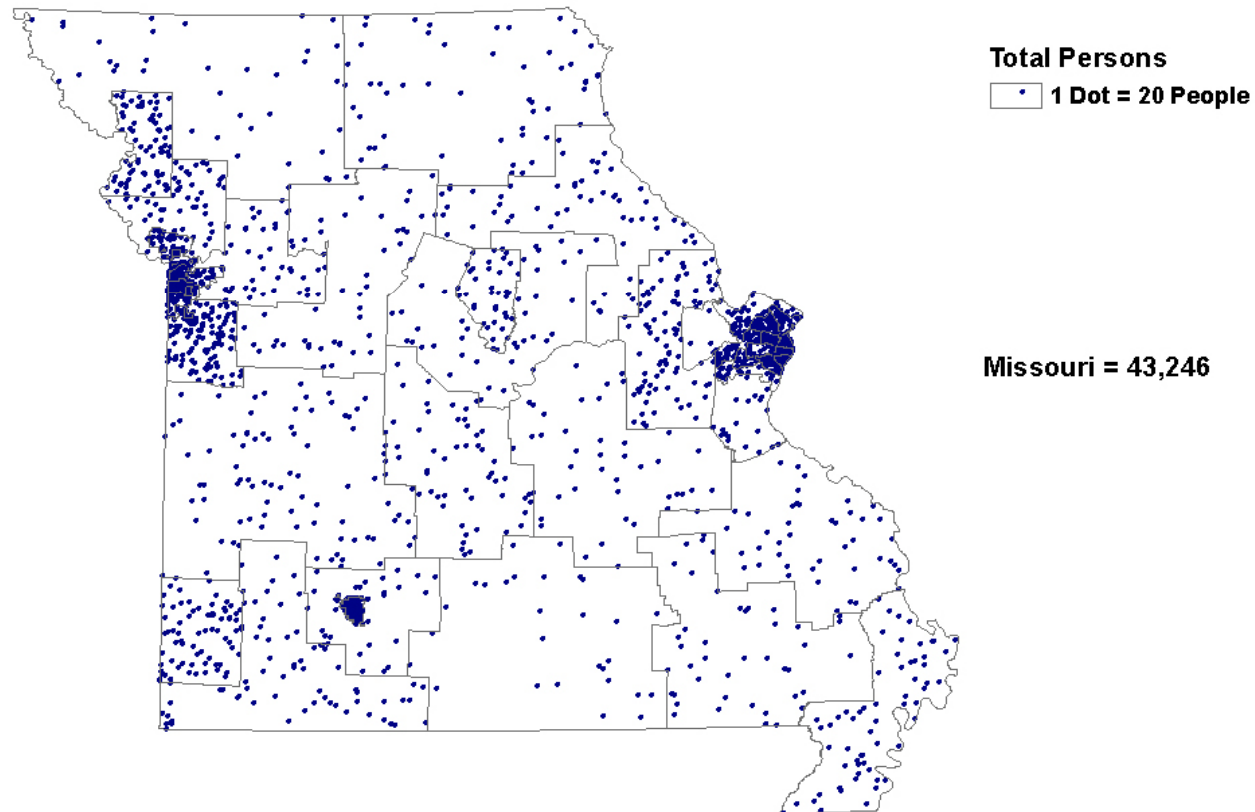 Total Persons
1 Dot = 20 People
Missouri = 43,246